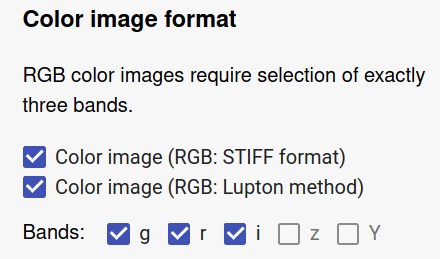 Color image format
RGB color images require selection of exactly
three bands.
Color image (RGB: STIFF format)
Color image (RGB: Lupton method)
Bands: g r i z Y